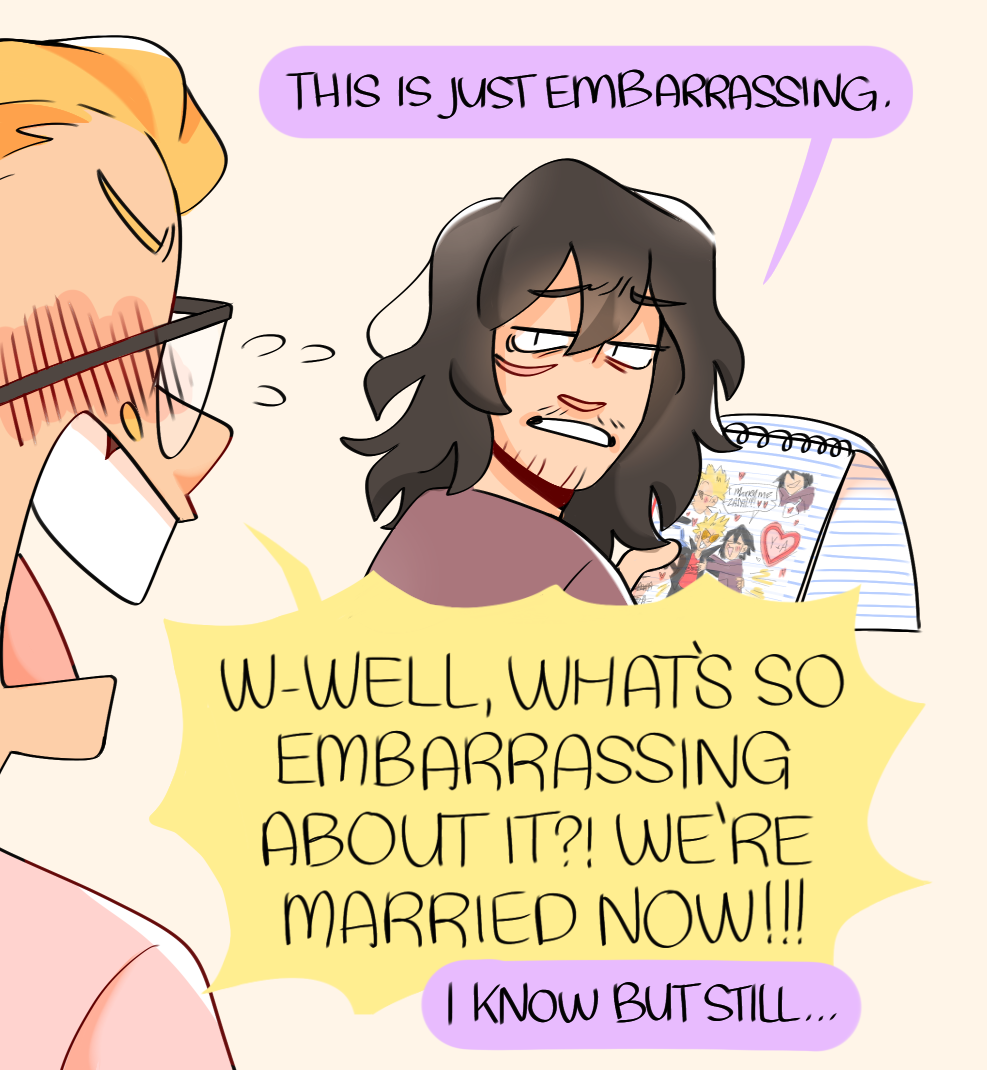 THIS IS JUST EMBARRASSING.
W-WELL, WHAT'S SO
EMBARRASSING
ABOUT IT?! WE'RE
MARRIED NOW!!!
I KNOW BUT STILL...